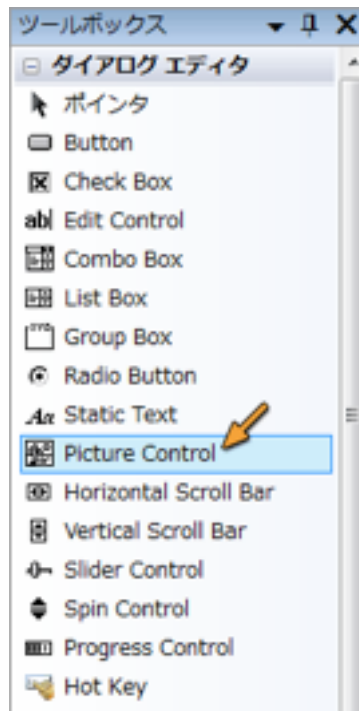 ツールボックス
ダイアログ エディタ
ポインタ
Button
Check Box
Edit Control
Combo Box
List Box
Group Box
Radio Button
Static Text
Picture Control
Horizontal Scroll Bar
Vertical Scroll Bar
Slider Control
Spin Control
Progress Control
Hot Key